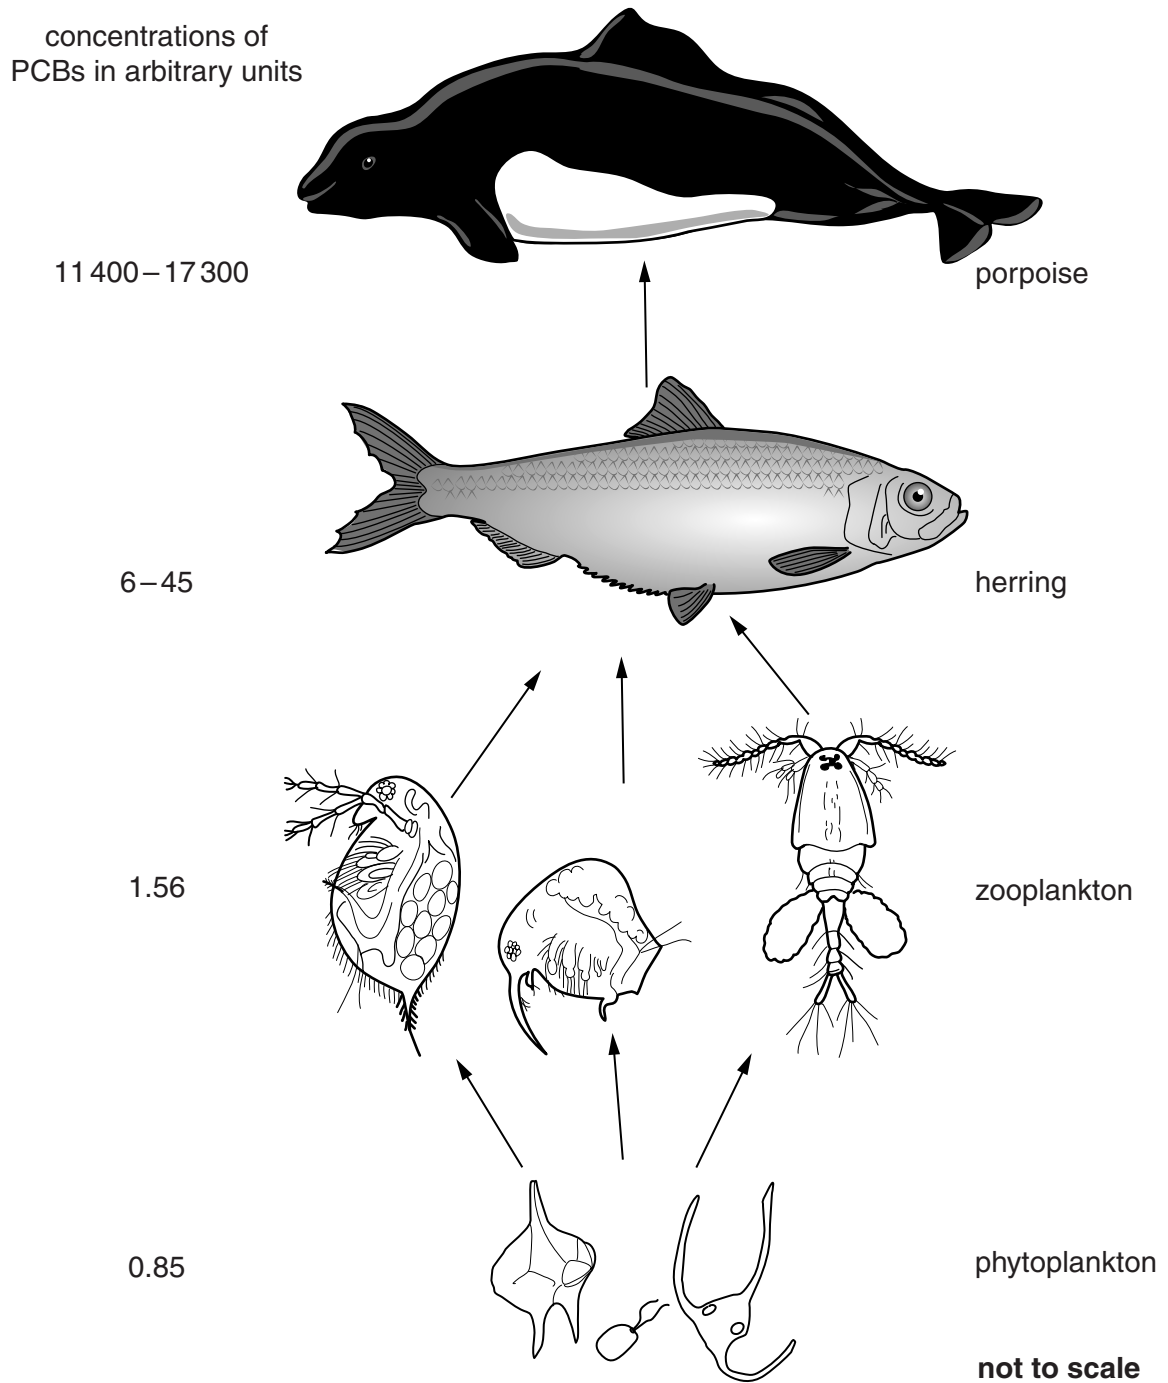 concentrations of
PCBs in arbitrary units
11 400 – 17 300
porpoise
6 – 45
herring
1.56
zooplankton
0.85
phytoplankton
not to scale